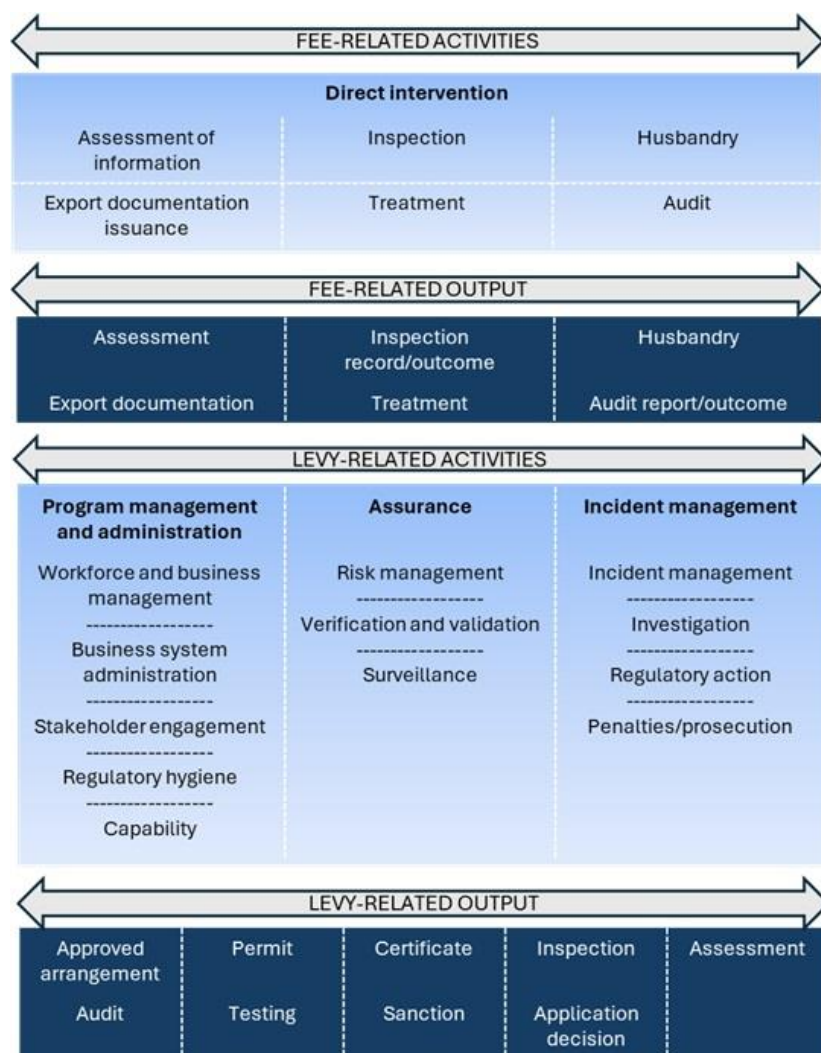 FEE-RELATED ACTIVITIES
Direct intervention
Assessment of
information
Inspection
Husbandry
Export documentation
issuance
Treatment
Audit
FEE-RELATED OUTPUT
Assessment
Inspection
record/outcome
Husbandry
Export documentation
Treatment
Audit report/outcome
LEVY-RELATED ACTIVITIES
Program management
and administration
Workforce and business
management
-----------------
Business system
administration
-----------------
Stakeholder engagement
-----------------
Regulatory hygiene
-----------------
Capability
Assurance
Risk management
-----------------
Verification and validation
-----------------
Surveillance
Incident management
Incident management
-----------------
Investigation
-----------------
Regulatory action
-----------------
Penalties/prosecution
LEVY-RELATED OUTPUT
Approved
arrangement
Permit
Certificate
Inspection
Assessment
Audit
Testing
Sanction
Application
decision